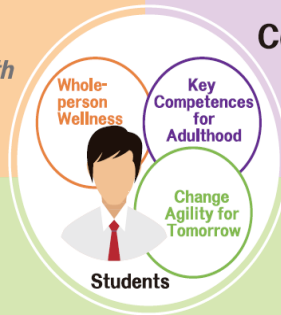 Whole-
person
Wellness
Key
Competences
for
Adulthood
Change
Agility for
Tomorrow
Students